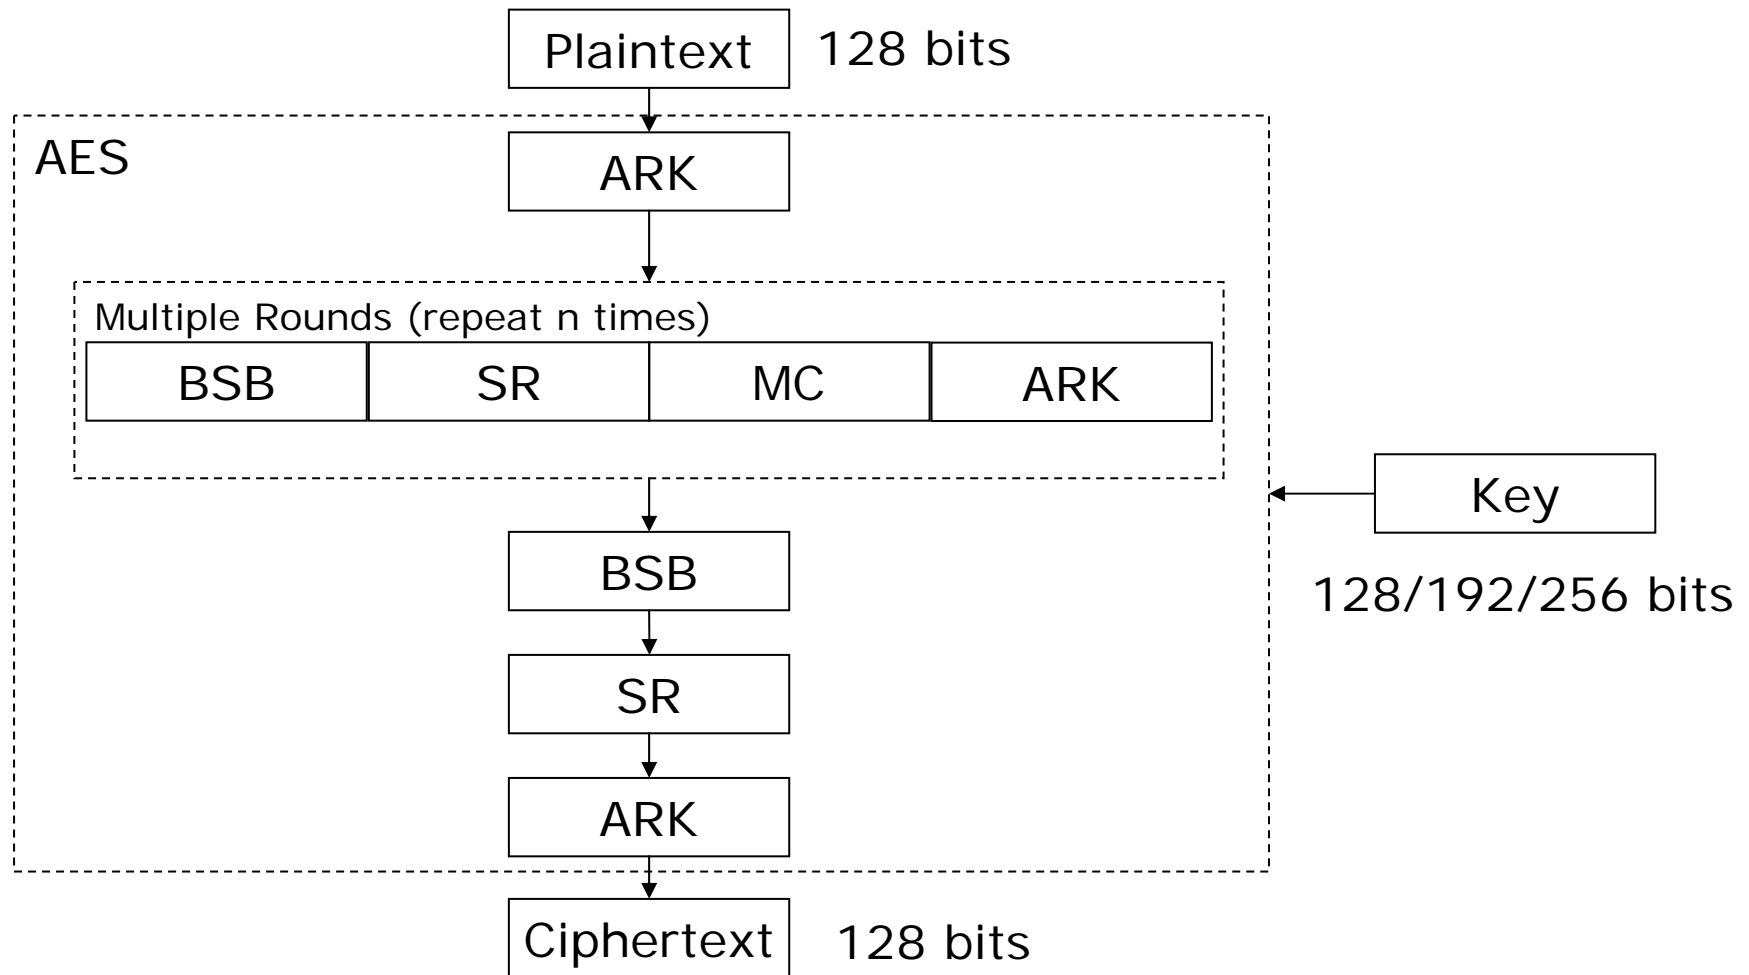 Plaintext 128 bits
AES
ARK
Multiple Rounds (repeat n times)
BSB SR MC ARK
Key
128/192/256 bits
BSB
SR
ARK
Ciphertext 128 bits